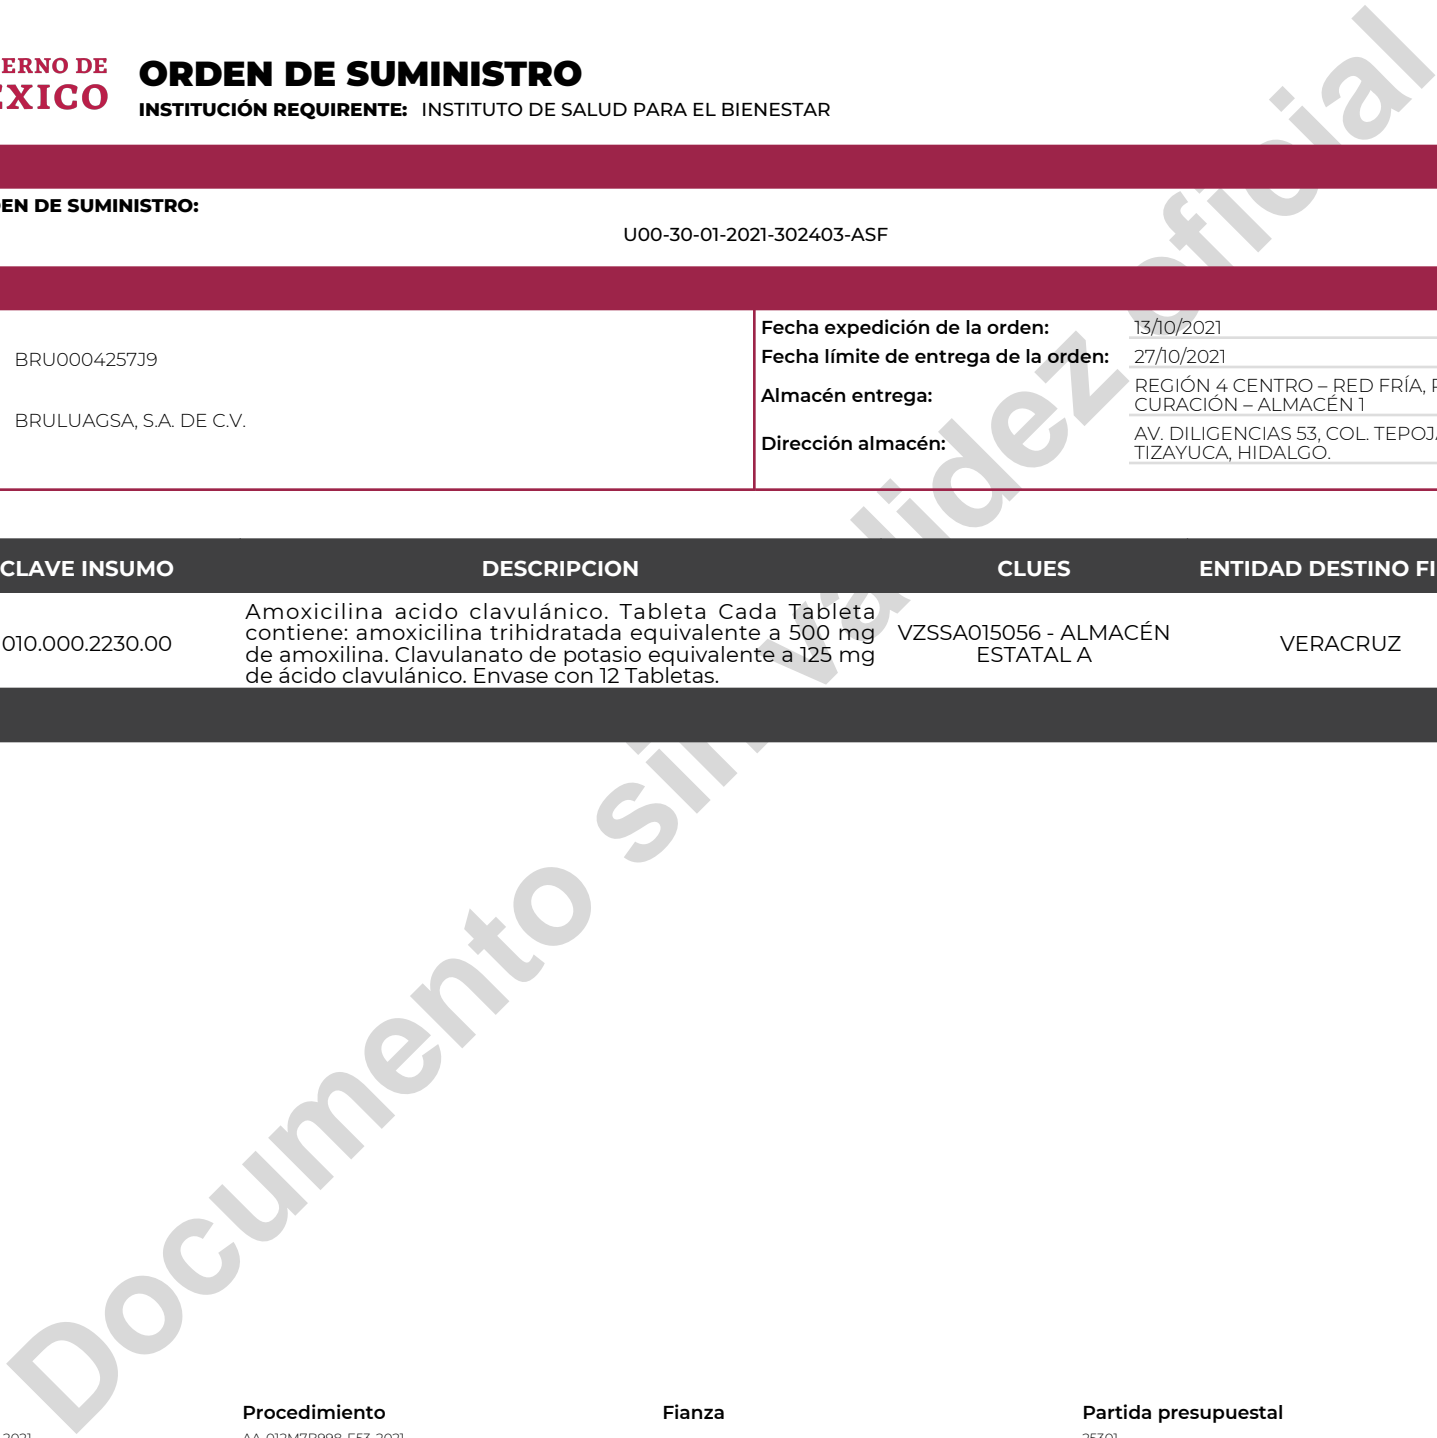 ERNO DE
EXICO
ORDEN DE SUMINISTRO
INSTITUCIÓN REQUIRENTE: INSTITUTO DE SALUD PARA EL BIENESTAR
EN DE SUMINISTRO:
U00-30-01-2021-302403-ASF
BRU0004257J9
BRULUAGSA, S.A. DE C.V.
Fecha expedición de la orden: 13/10/2021
Fecha límite de entrega de la orden: 27/10/2021
Almacén entrega: REGIÓN 4 CENTRO – RED FRÍA,
CURACIÓN – ALMACÉN 1
Dirección almacén: AV. DILIGENCIAS 53, COL. TEPOJ
TIZAYUCA, HIDALGO.
CLAVE INSUMO DESCRIPCION CLUES ENTIDAD DESTINO FI
010.000.2230.00
Amoxicilina acido clavulánico. Tableta Cada Tableta
contiene: amoxicilina trihidratada equivalente a 500 mg
de amoxilina. Clavulanato de potasio equivalente a 125 mg
de ácido clavulánico. Envase con 12 Tabletas.
VZSSA015056 - ALMACÉN
ESTATAL A
VERACRUZ
Documento sin validez oficial
Procedimiento Fianza Partida presupuestal